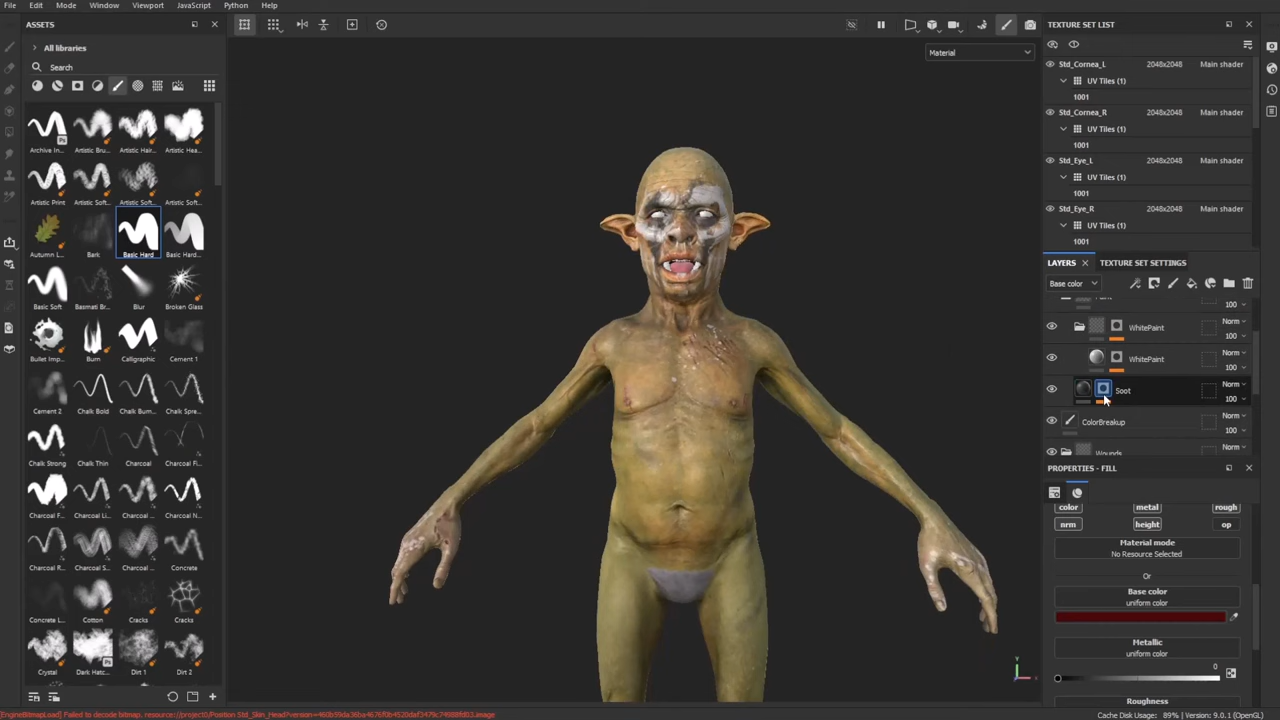 File Edit Mode Window Viewport JavaScript Python Help
ASSETS
All libraries
Search
Archive In... Artistic Bru... Artistic Hair... Artistic Hea...
Artistic Print Artistic Soft... Artistic Soft... Artistic Sof...
Autumn L... Bark Basic Hard Basic Hard...
Basic Soft Basmati Br... Blur Broken Glass
Bullet Imp... Burn Calligraphic Cement 1
Cement 2 Chalk Bold Chalk Bum... Chalk Spre...
Chalk Strong Chalk Thin Charcoal Charcoal Fi...
Charcoal F... Charcoal Li... Charcoal ... Charcoal N...
Charcoal R... Charcoal S... Charcoal ... Concrete
Concrete L... Cotton Cracks Cracks
Crystal Dark Hatc... Dirt 1 Dirt 2
Material
TEXTURE SET LIST
Std_Cornea_L 2048x2048 Main shader
UV Tiles (1)
1001
Std_Cornea_R 2048x2048 Main shader
UV Tiles (1)
1001
Std_Eye_L 2048x2048 Main shader
UV Tiles (1)
1001
Std_Eye_R 2048x2048 Main shader
UV Tiles (1)
1001
LAYERS TEXTURE SET SETTINGS
Base color
100
WhitePaint Norm
100
WhitePaint Norm
100
Soot Norm
100
ColorBreakup Norm
100
Wounds Norm
PROPERTIES - FILL
color metal rough
nrm height op
Material mode
No Resource Selected
Or
Base color
uniform color
Metallic
uniform color
0
Roughness
Y
Cache Disk Usage: 89% | Version: 9.0.1 (OpenGL)